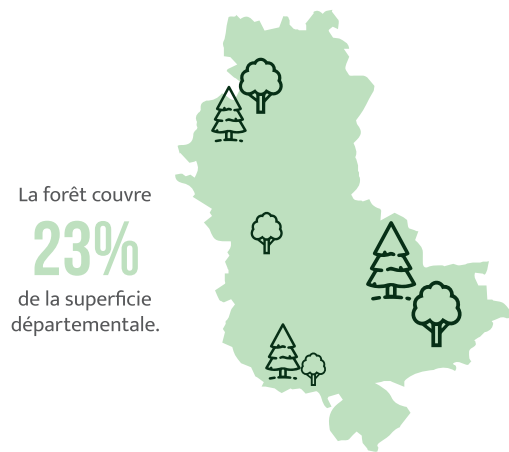 La forêt couvre
23%
de la superficie
départementale.